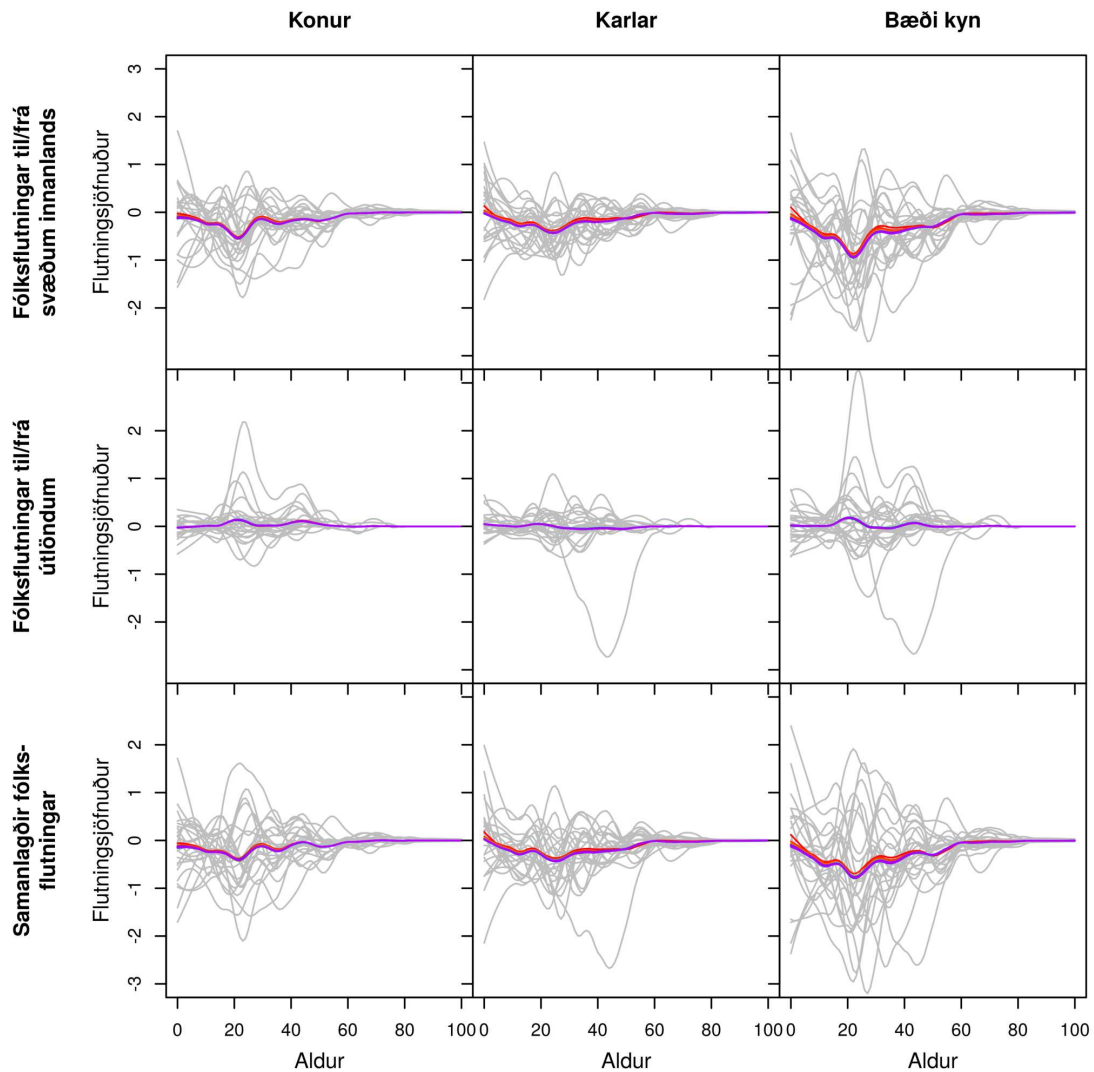 Konur
Karlar
Bæði kyn
Fólksflutningar til/frá
svæðum innanlands
Flutningsjöfnuður
3
2
1
0
-1
-2
Fólksflutningar til/frá
útlöndum
Flutningsjöfnuður
2
1
0
-1
-2
Samanlagðir fólks-
flutningar
Flutningsjöfnuður
2
1
0
-1
-2
-3
0 20 40 60 80 100
0 20 40 60 80 100
0 20 40 60 80 100
Aldur
Aldur
Aldur